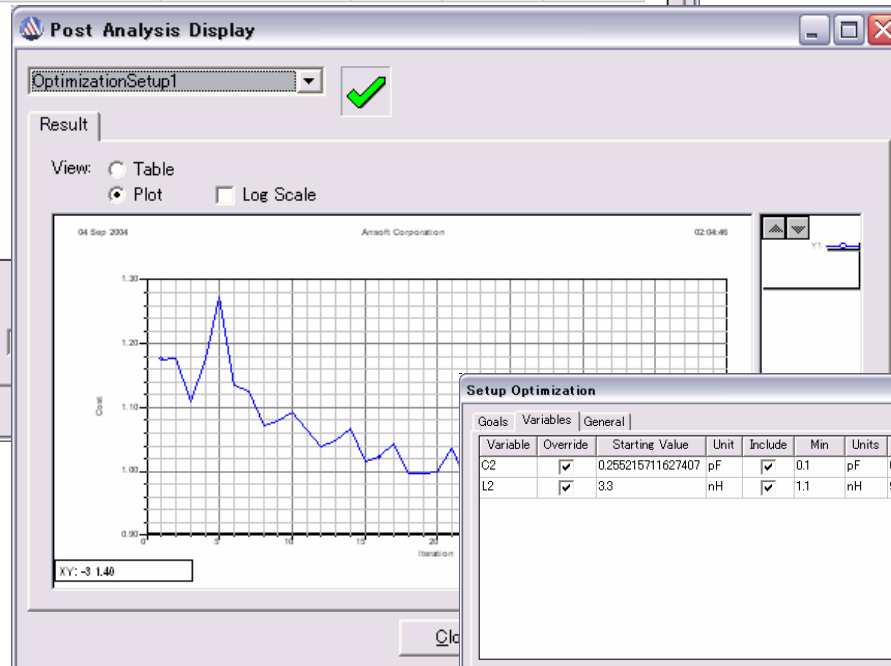 Post Analysis Display
OptimizationSetup1
Result
View: Table
Plot Log Scale
04 Sep 2004 Ansoft Corporation 02:04:46
Y1
1.30
1.20
1.10
1.00
0.90
Cost
0 5 10 15 20
Iteration
XY: -3 1.40
Clo
Setup Optimization
Goals Variables General
Variable Override Starting Value Unit Include Min Units
C2 0.255215711627407 pF 0.1 pF
L2 3.3 nH 1.1 nH